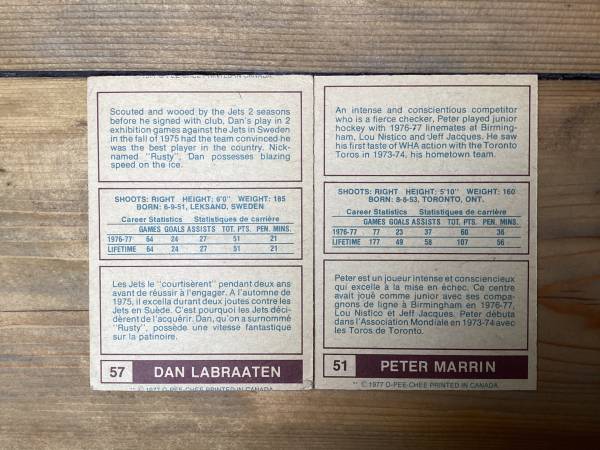 © 1977 O-PEE-CHEE PRINTED IN CANADA
Scouted and wooed by the Jets 2 seasons
before he signed with club, Dan's play in 2
exhibition games against the Jets in Sweden
in the fall of 1975 had the team convinced he
was the best player in the country. Nick-
named "Rusty", Dan possesses blazing
speed on the ice.
SHOOTS: RIGHT HEIGHT: 6'0" WEIGHT: 185
BORN: 6-9-51, LEKSAND, SWEDEN
Career Statistics Statistiques de carrière
GAMES GOALS ASSISTS TOT. PTS. PEN. MINS.
1976-77 64 24 27 51 21
LIFETIME 64 24 27 51 21
Les Jets le "courtisèrent" pendant deux ans
avant de réussir à l'engager. A l'automne de
1975, il excella durant deux joutes contre les
Jets en Suède. C'est pourquoi les Jets déci-
dèrent de l'acquérir. Dan, qu'on a surnommé
"Rusty", possède une vitesse fantastique
sur la patinoire.
57 DAN LABRAATEN
** © 1977 O-PEE-CHEE PRINTED IN CANADA
An intense and conscientious competitor
who is a fierce checker, Peter played junior
hockey with 1976-77 linemates at Birming-
ham, Lou Nistico and Jeff Jacques. He saw
his first taste of WHA action with the Toronto
Toros in 1973-74, his hometown team.
SHOOTS: RIGHT HEIGHT: 5'10" WEIGHT: 160
BORN: 8-8-53, TORONTO, ONT.
Career Statistics Statistiques de carrière
GAMES GOALS ASSISTS TOT. PTS. PEN. MINS.
1976-77 77 23 37 60 36
LIFETIME 177 49 58 107 56
Peter est un joueur intense et consciencieux
qui excelle à la mise en échec. Ce centre
avait joué comme junior avec ses compa-
gnons de ligne à Birmingham en 1976-77,
Lou Nistico et Jeff Jacques. Peter débuta
dans l'Association Mondiale en 1973-74 avec
les Toros de Toronto.
51 PETER MARRIN
** © 1977 O-PEE-CHEE PRINTED IN CANADA